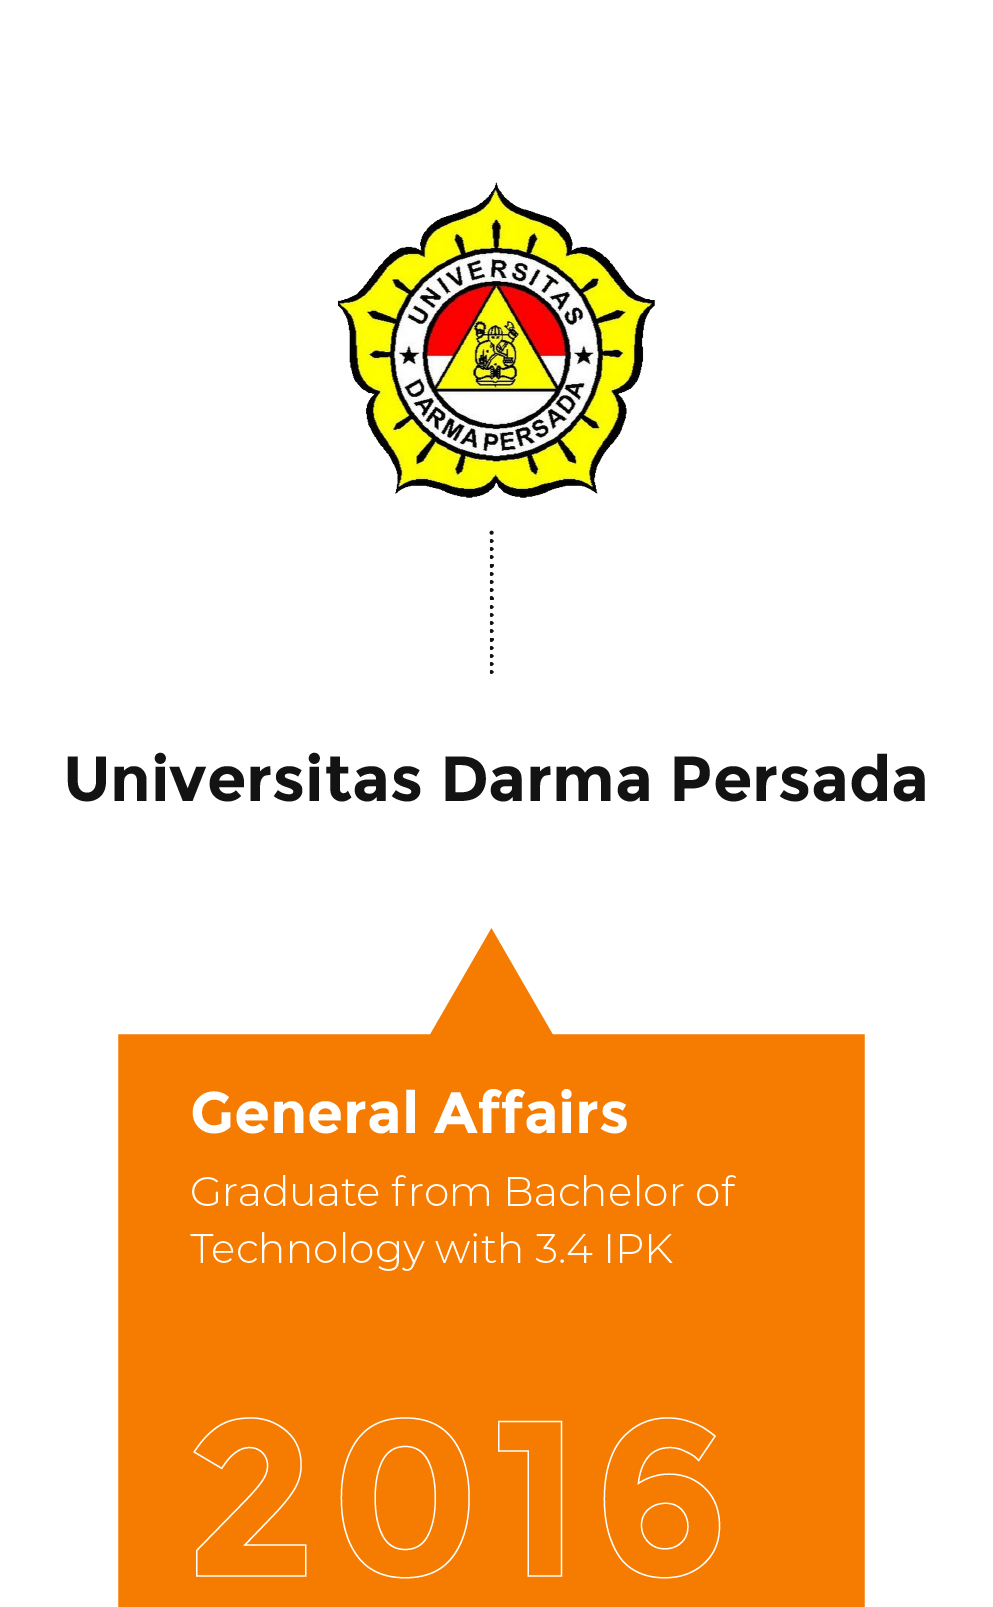 UNIVERSITAS
DARMA PERSADA
Universitas Darma Persada
General Affairs
Graduate from Bachelor of
Technology with 3.4 IPK
2016